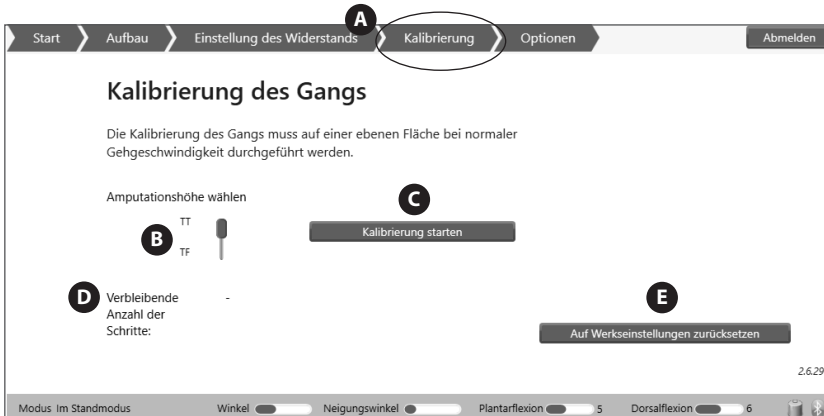 A
Start Aufbau Einstellung des Widerstands Kalibrierung Optionen Abmelden
Kalibrierung des Gangs
Die Kalibrierung des Gangs muss auf einer ebenen Fläche bei normaler
Gehgeschwindigkeit durchgeführt werden.
Amputationshöhe wählen
C
TT
B
Kalibrierung starten
TF
D
Verbleibende -
Anzahl der
Schritte:
E
Auf Werkseinstellungen zurücksetzen
2.6.29
Modus Im Standmodus Winkel Neigungswinkel Plantarflexion 5 Dorsalflexion 6